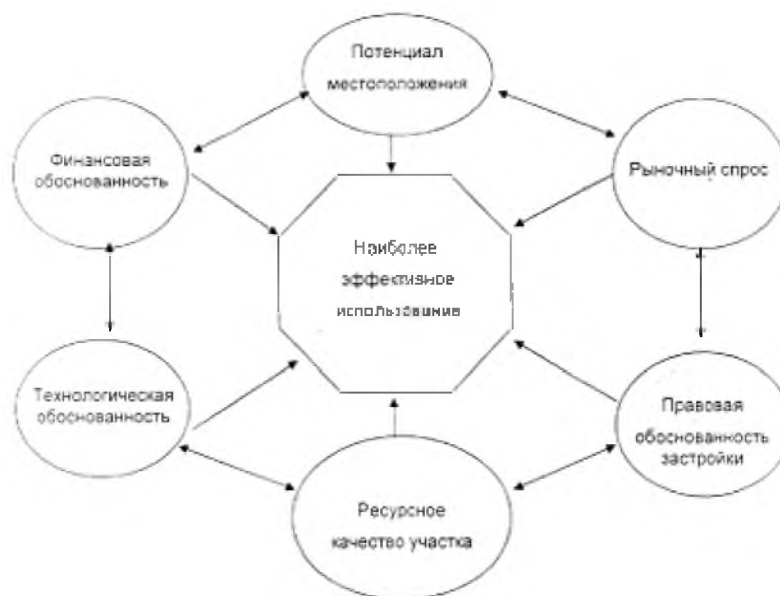 Потенциал
местоположения
Финансовая
обоснованность
Рыночный спрос
Наиболее
эффективное
использование
Технологическая
обоснованность
Правовая
обоснованность
застройки
Ресурсное
качество участка